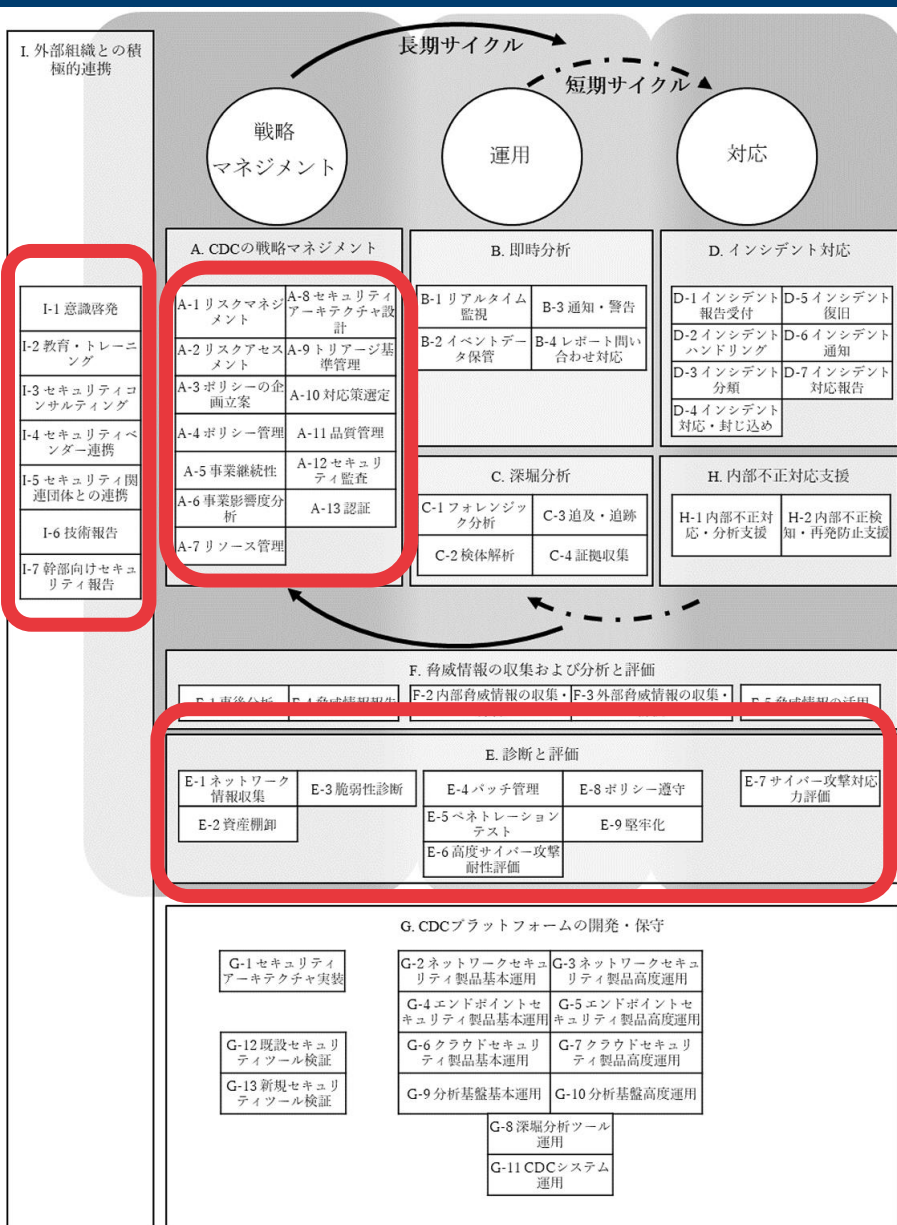 I. 外部組織との積
極的連携
長期サイクル
短期サイクル
戦略
マネジメント
運用
対応
I-1 意識啓発
I-2 教育・トレーニ
ング
I-3 セキュリティコ
ンサルティング
I-4 セキュリティベ
ンダー連携
I-5 セキュリティ関
連団体との連携
I-6 技術報告
I-7 幹部向けセキュ
リティ報告
A. CDCの戦略マネジメント
A-1 リスクマネジ
メント
A-8 セキュリティ
アーキテクチャ設
計
A-2 リスクアセス
メント
A-9 トリアージ基
準管理
A-3 ポリシーの企
画立案
A-10 対応策選定
A-4 ポリシー管理
A-11 品質管理
A-5 事業継続性
A-12 セキュリ
ティ監査
A-6 事業影響度分
析
A-13 認証
A-7 リソース管理
B. 即時分析
B-1 リアルタイム
監視
B-3 通知・警告
B-2 イベントデー
タ保管
B-4 レポート問い
合わせ対応
C. 深堀分析
C-1 フォレンジッ
ク分析
C-3 追及・追跡
C-2 検体解析
C-4 証拠収集
D. インシデント対応
D-1 インシデント
報告受付
D-5 インシデント
復旧
D-2 インシデント
ハンドリング
D-6 インシデント
通知
D-3 インシデント
分類
D-7 インシデント
対応報告
D-4 インシデント
対応・封じ込め
H. 内部不正対応支援
H-1 内部不正対
応・分析支援
H-2 内部不正検
知・再発防止支援
F. 脅威情報の収集および分析と評価
F-1 事後分析
F-4 脅威情報報告
F-2 内部脅威情報の収集・
F-3 外部脅威情報の収集・
F-5 脅威情報の活用
E. 診断と評価
E-1 ネットワーク
情報収集
E-3 脆弱性診断
E-2 資産棚卸
E-4 パッチ管理
E-8 ポリシー遵守
E-5 ペネトレーション
テスト
E-9 堅牢化
E-6 高度サイバー攻撃
耐性評価
E-7 サイバー攻撃対応
力評価
G. CDCプラットフォームの開発・保守
G-1 セキュリティ
アーキテクチャ実装
G-2 ネットワークセキュ
リティ製品基本運用
G-3 ネットワークセキュ
リティ製品高度運用
G-4 エンドポイントセ
キュリティ製品基本運用
G-5 エンドポイントセ
キュリティ製品高度運用
G-12 既設セキュリ
ティツール検証
G-6 クラウドセキュリ
ティ製品基本運用
G-7 クラウドセキュリ
ティ製品高度運用
G-13 新規セキュリ
ティツール検証
G-9 分析基盤基本運用
G-10 分析基盤高度運用
G-8 深堀分析ツール
運用
G-11 CDCシステム
運用